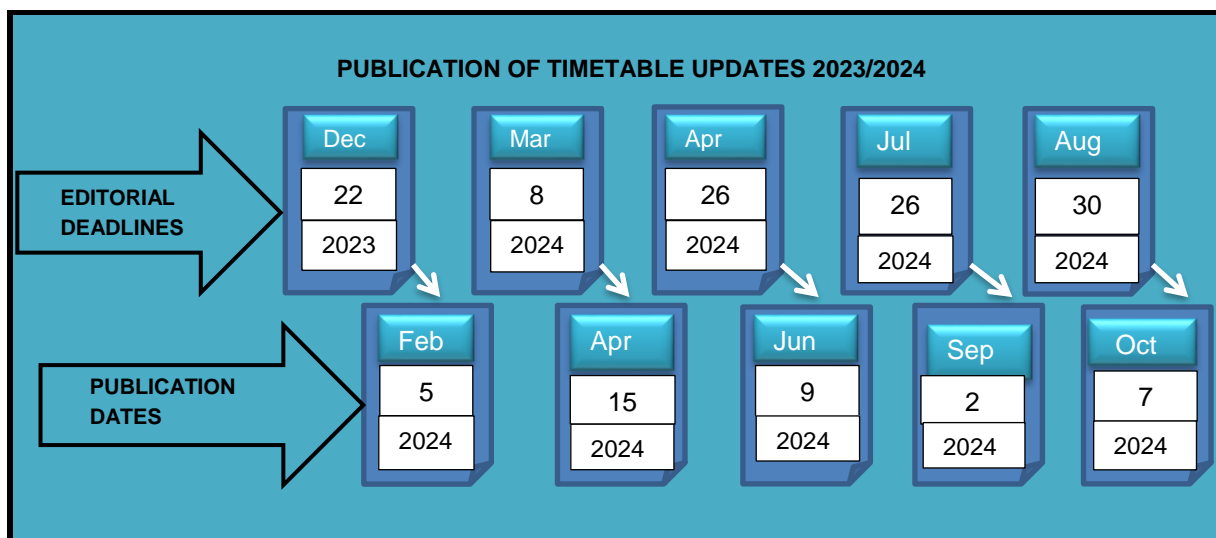 PUBLICATION OF TIMETABLE UPDATES 2023/2024
EDITORIAL
DEADLINES
Dec
22
2023
Mar
8
2024
Apr
26
2024
Jul
26
2024
Aug
30
2024
PUBLICATION
DATES
Feb
5
2024
Apr
15
2024
Jun
9
2024
Sep
2
2024
Oct
7
2024